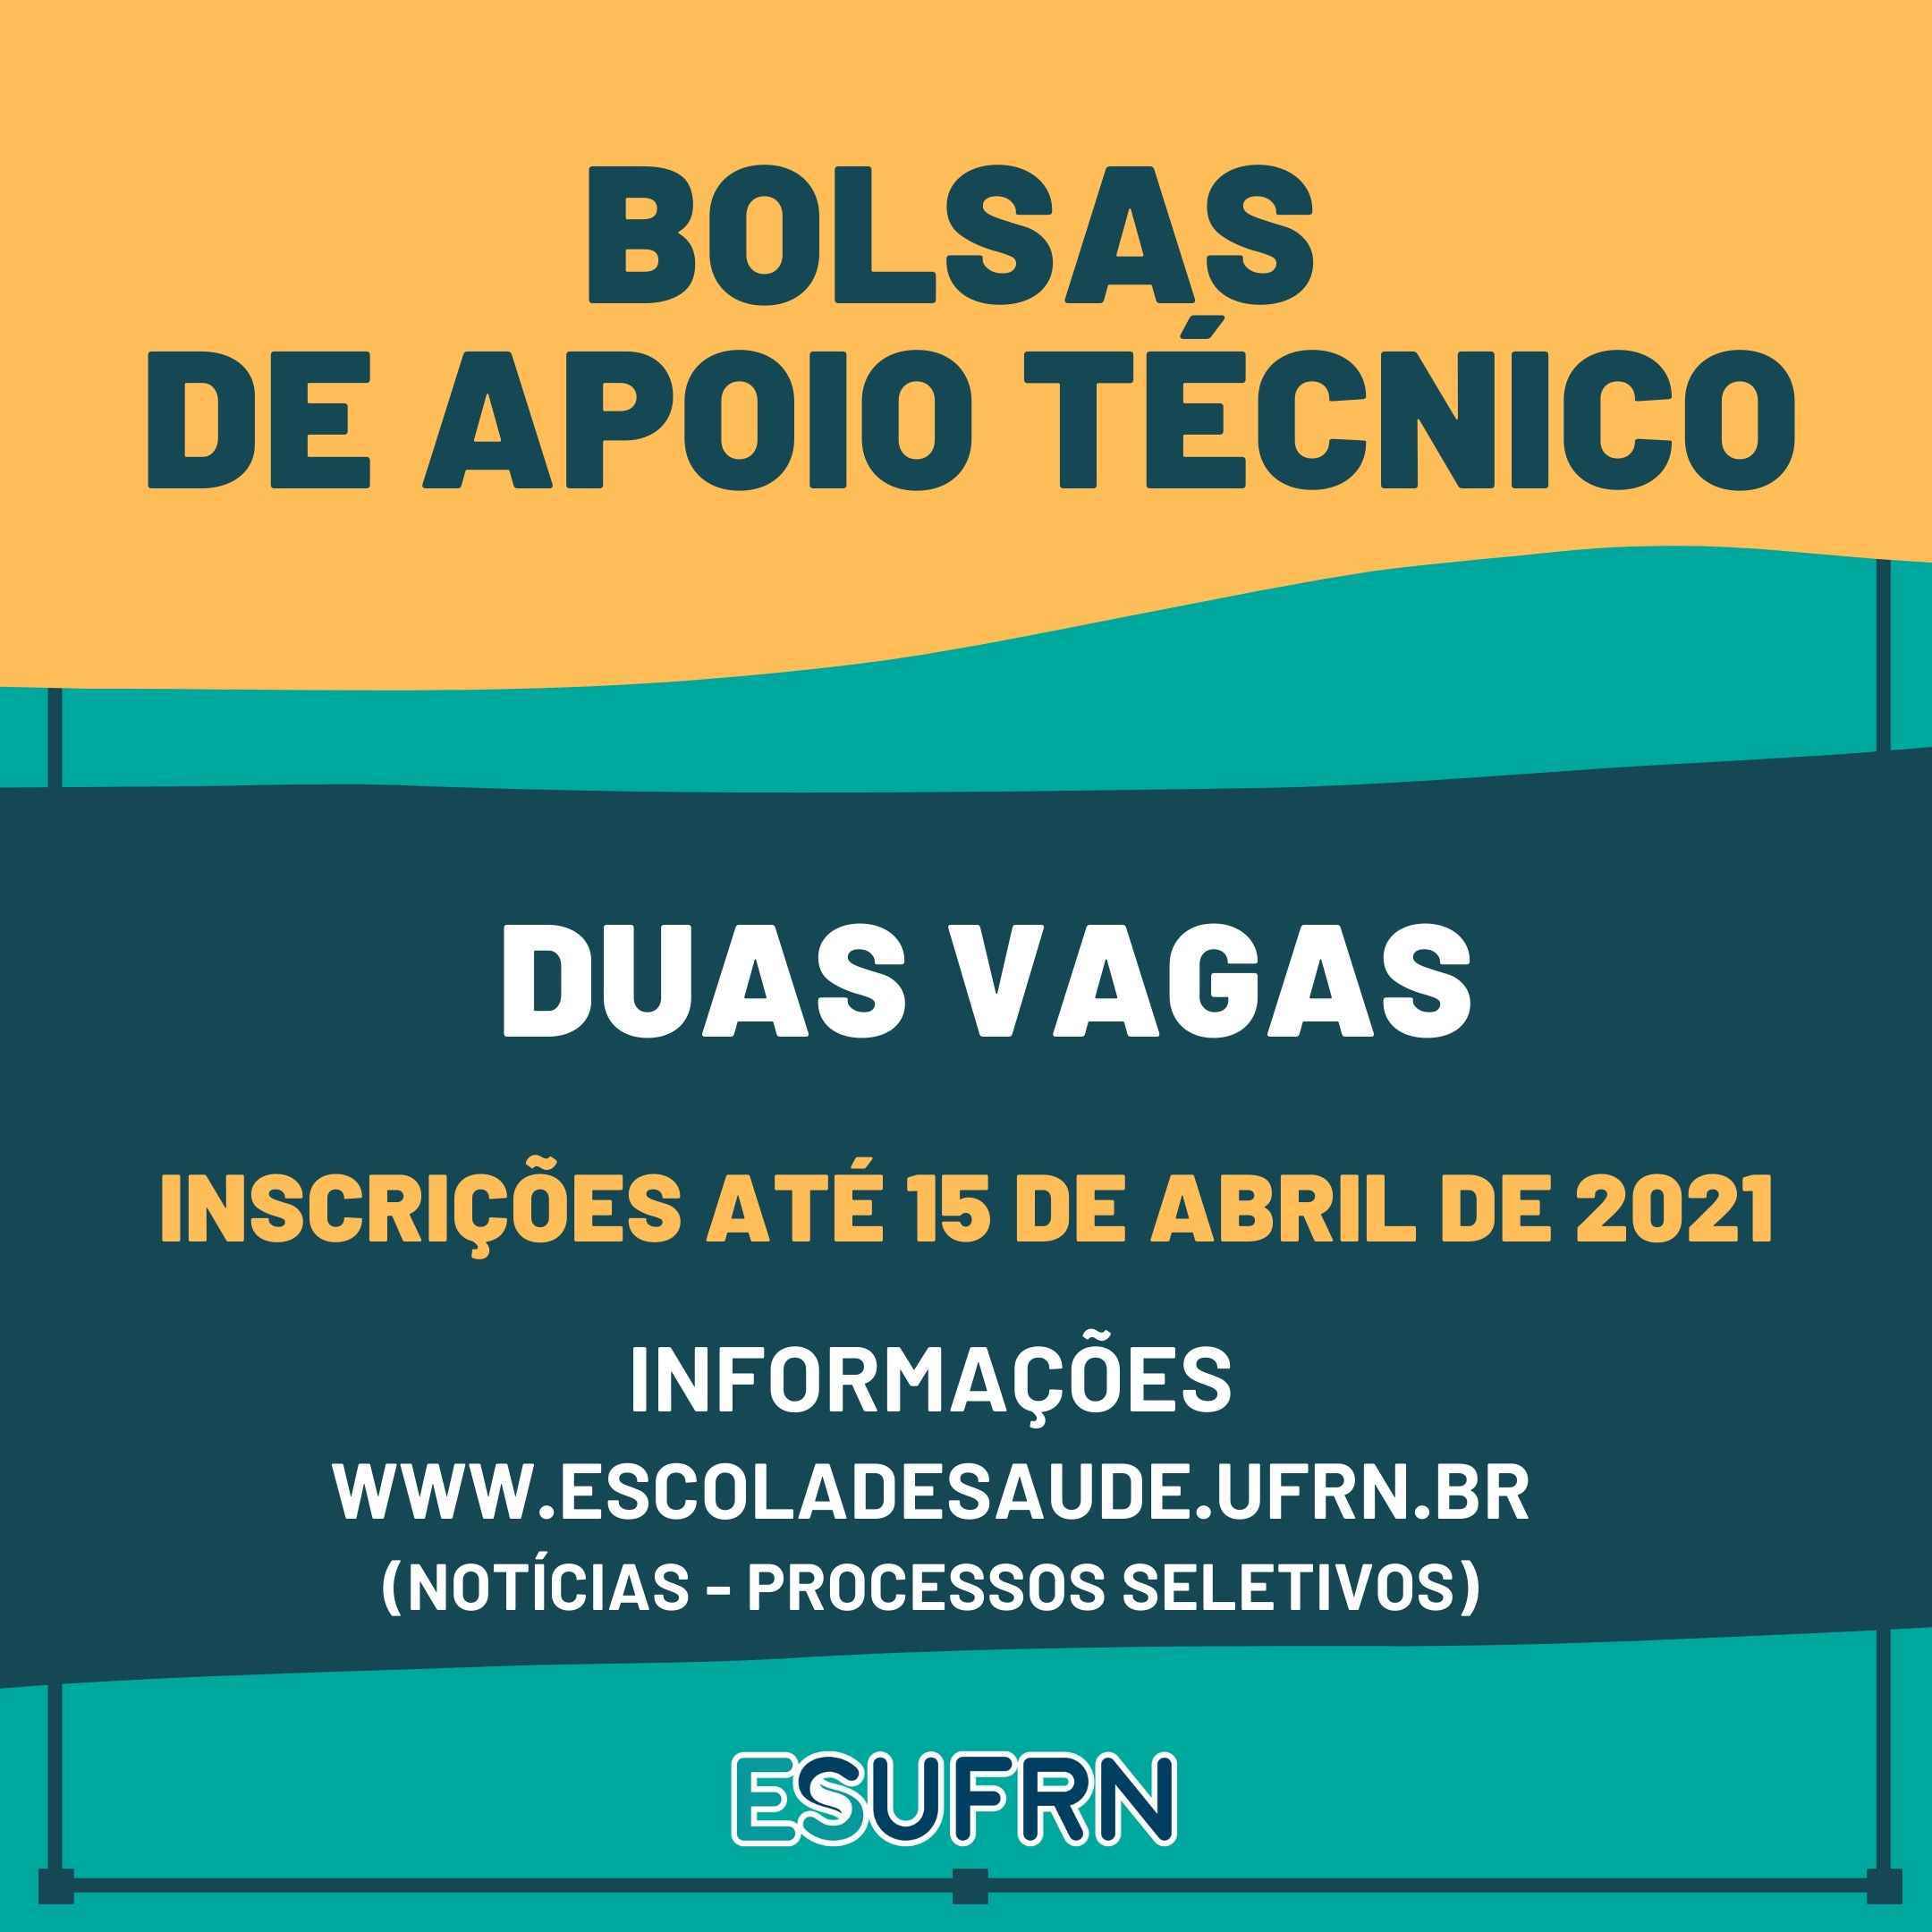 BOLSAS
DE APOIO TÉCNICO
DUAS VAGAS
INSCRIÇÕES ATÉ 15 DE ABRIL DE 2021
INFORMAÇÕES
WWW.ESCOLADESAUDE.UFRN.BR
(NOTÍCIAS - PROCESSOS SELETIVOS)
ESUFRN